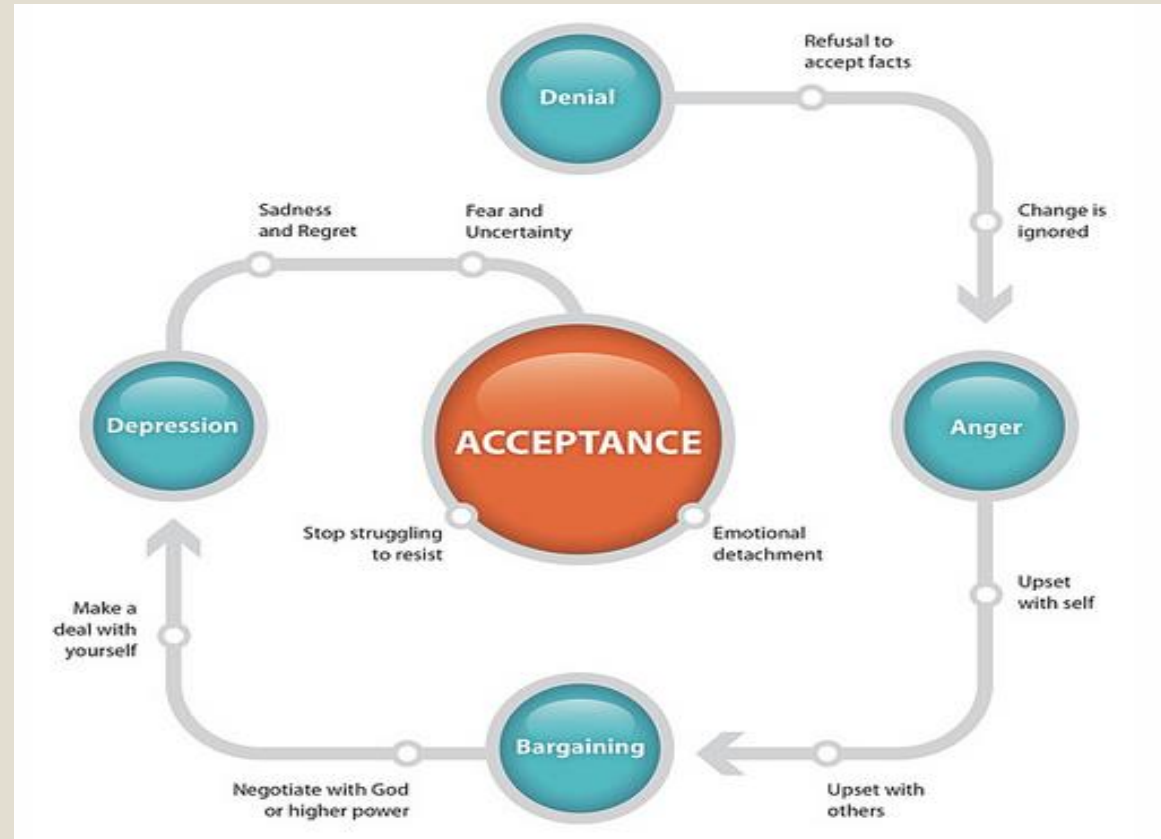 Denial
Refusal to
accept facts
Change is
ignored
Anger
Upset
with self
Upset with
others
Bargaining
Negotiate with God
or higher power
Make a
deal with
yourself
Depression
Sadness
and Regret
Fear and
Uncertainty
ACCEPTANCE
Stop struggling
to resist
Emotional
detachment